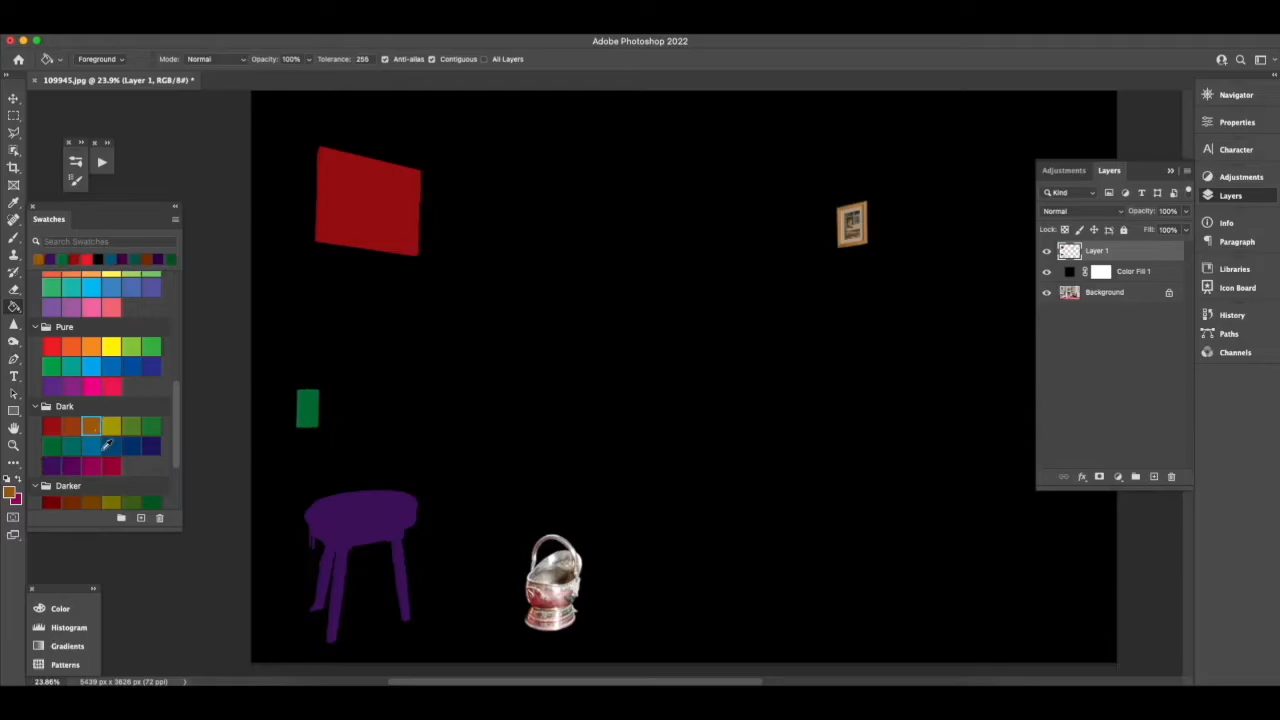 Adobe Photoshop 2022
Foreground Mode: Normal Opacity: 100% Tolerance: 255 Anti-alias Contiguous All Layers
109945.jpg @ 23.9% (Layer 1, RGB/8#) *
Navigator
Properties
Character
Adjustments
Layers
Info
Paragraph
Libraries
Icon Board
History
Paths
Channels
Adjustments Layers
Kind
Normal Opacity: 100%
Lock: Fill: 100%
Layer 1
Color Fill 1
Background
Swatches
Search Swatches
Pure
Dark
Darker
Color
Histogram
Gradients
Patterns
23.86% 5439 px x 3626 px (72 ppi)